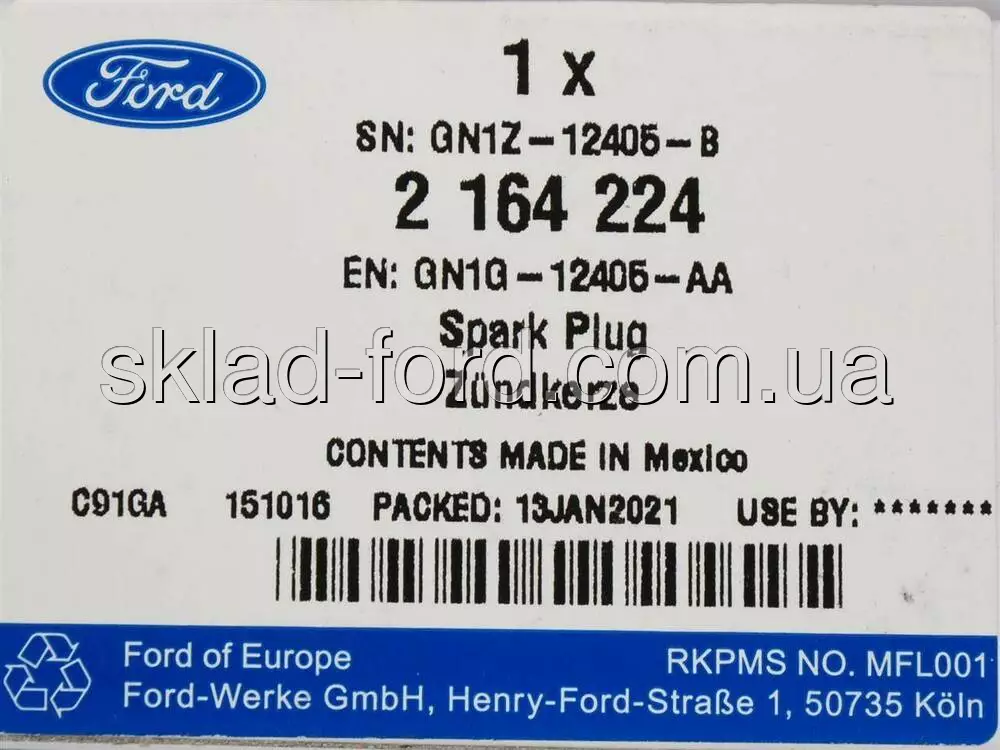 Ford
1 x
SN: GN1Z-12405-B
2 164 224
EN: GN1G-12405-AA
Spark Plug
sklad-ford.com.ua
Zündkerze
CONTENTS MADE IN Mexico
C91GA 151016 PACKED: 13JAN2021 USE BY: *******
Ford of Europe RKPMS NO. MFL001
Ford-Werke GmbH, Henry-Ford-Straße 1, 50735 Köln